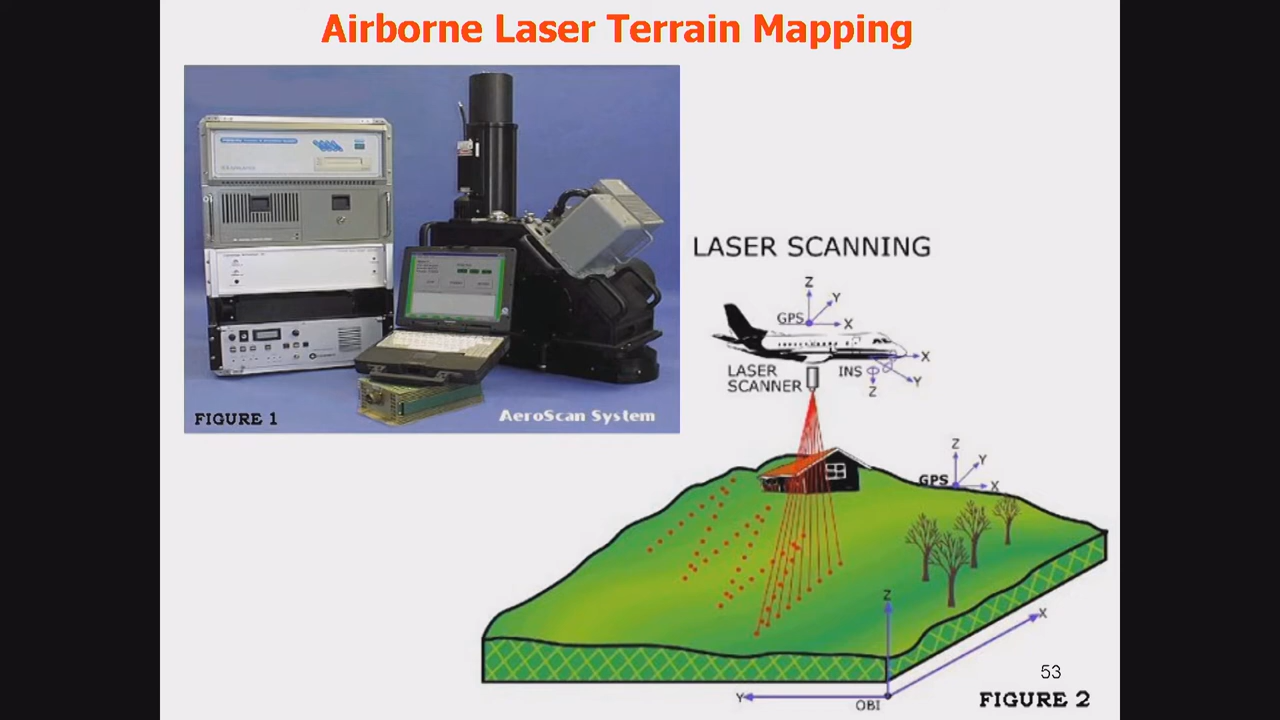 Airborne Laser Terrain Mapping
FIGURE 1
AeroScan System
LASER SCANNING
Z
Y
GPS
X
LASER
SCANNER
INS
X
Y
Z
Z
Y
GPS
X
Z
X
Y
OBI
53
FIGURE 2